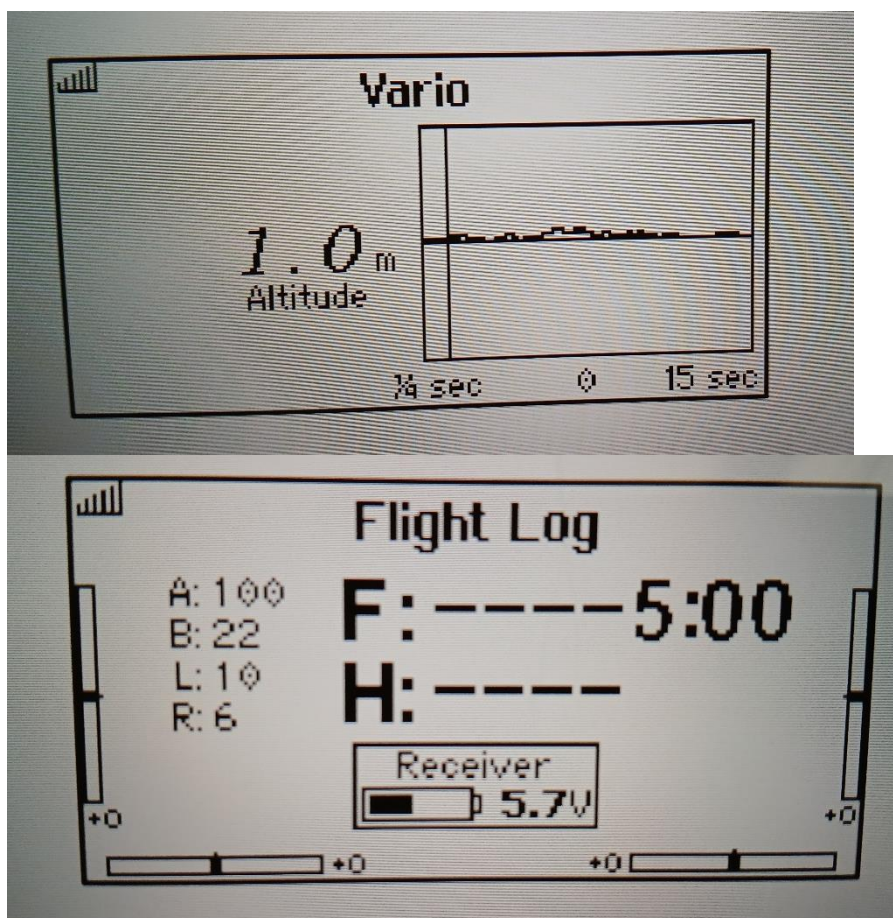 Vario
1.0 m
Altitude
¼ sec 0 15 sec
Flight Log
A: 100
B: 22
L: 10
R: 6
F:----5:00
H:----
Receiver
5.7V
+0 +0
+0 +0